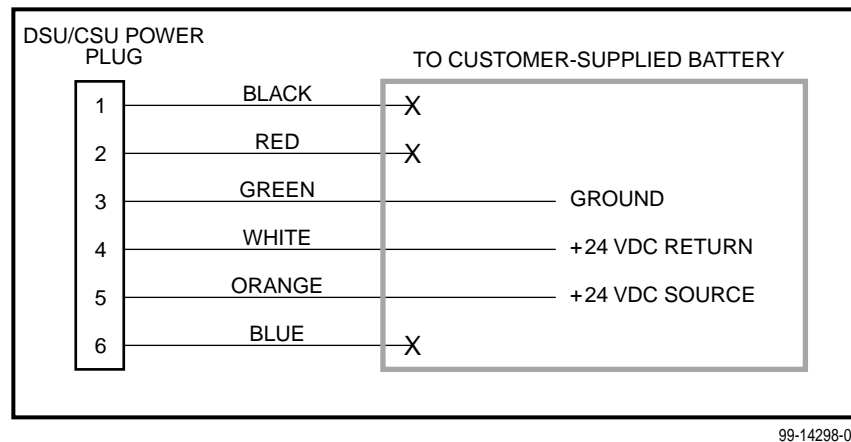 DSU/CSU POWER
PLUG
TO CUSTOMER-SUPPLIED BATTERY
1 BLACK X
2 RED X
3 GREEN GROUND
4 WHITE +24 VDC RETURN
5 ORANGE +24 VDC SOURCE
6 BLUE X
99-14298-0